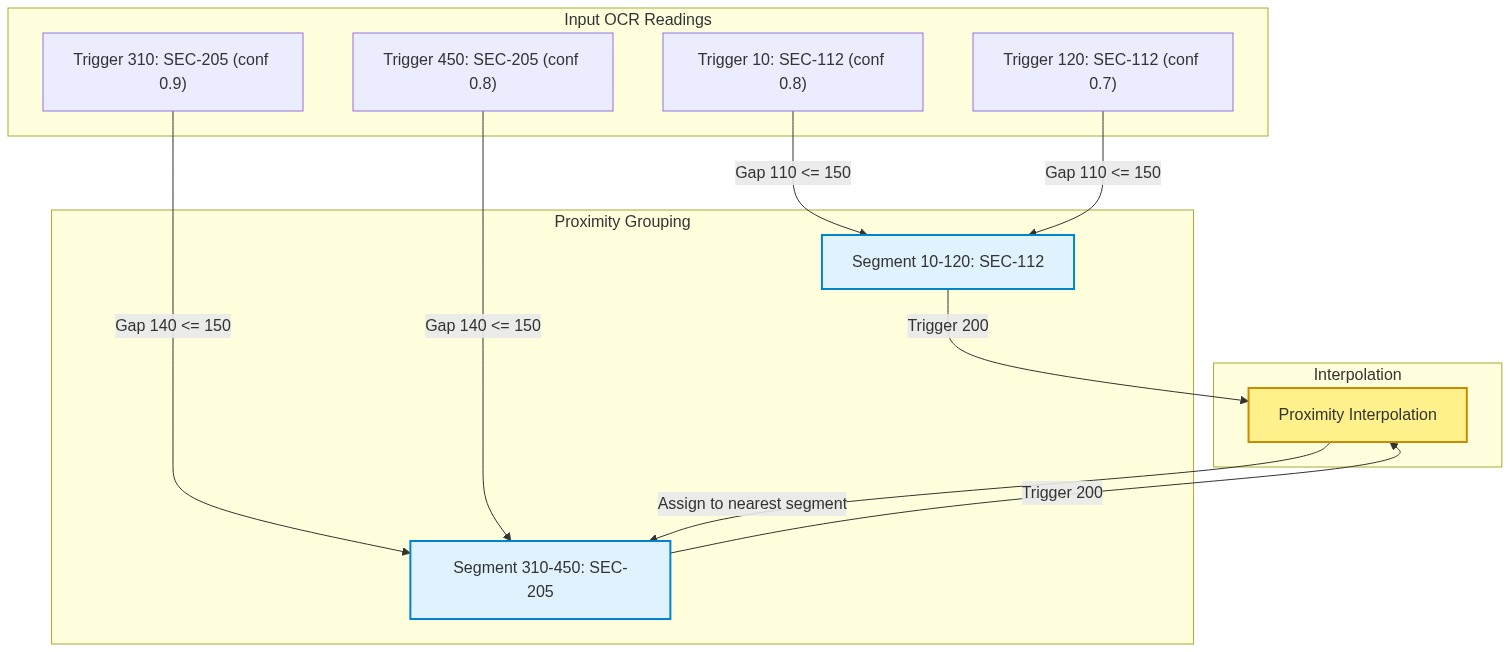 Input OCR Readings
Trigger 310: SEC-205 (conf
0.9)
Trigger 450: SEC-205 (conf
0.8)
Trigger 10: SEC-112 (conf
0.8)
Trigger 120: SEC-112 (conf
0.7)
Gap 110 <= 150
Gap 110 <= 150
Proximity Grouping
Segment 10-120: SEC-112
Gap 140 <= 150
Gap 140 <= 150
Trigger 200
Interpolation
Proximity Interpolation
Assign to nearest segment
Trigger 200
Segment 310-450: SEC-
205